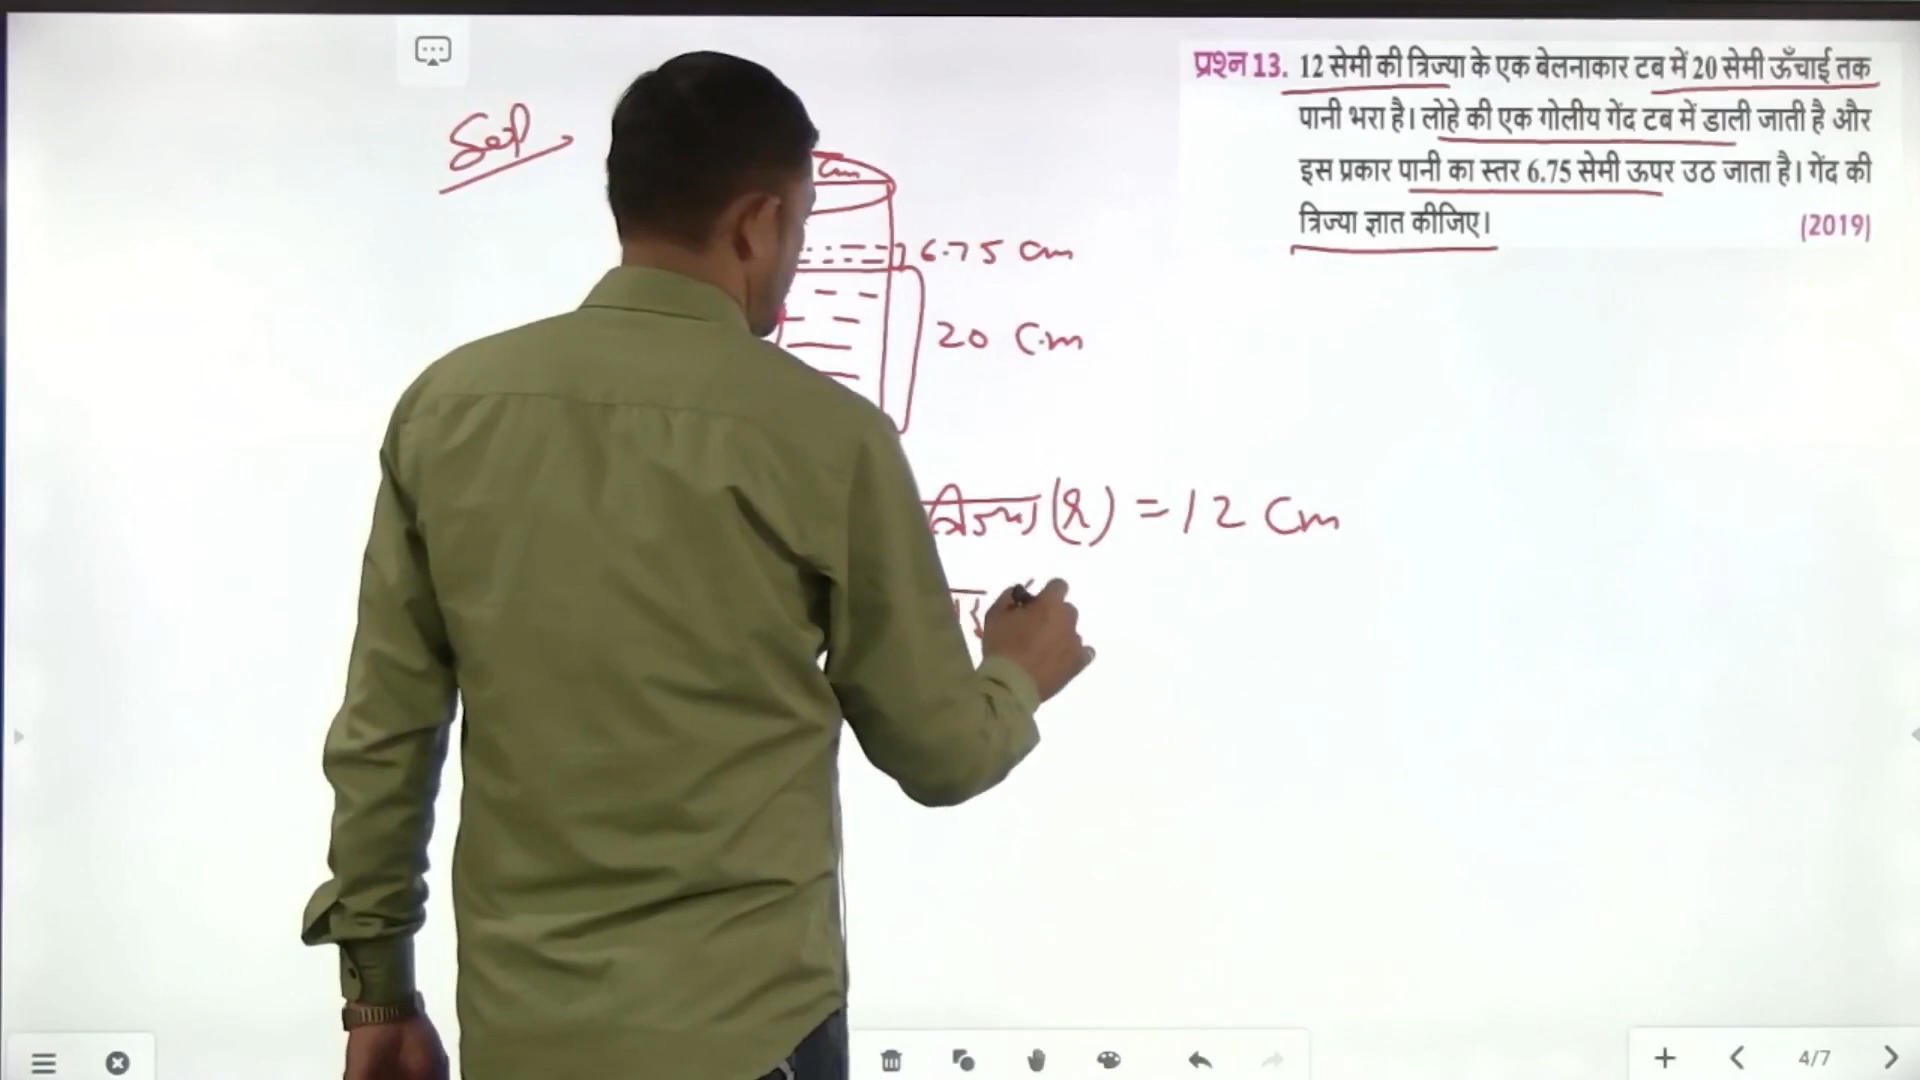 प्रश्न 13. 12 सेमी की त्रिज्या के एक बेलनाकार टब में 20 सेमी ऊँचाई तक
पानी भरा है। लोहे की एक गोलीय गेंद टब में डाली जाती है और
इस प्रकार पानी का स्तर 6.75 सेमी ऊपर उठ जाता है। गेंद की
त्रिज्या ज्ञात कीजिए। (2019)
Sol
cm
6.75 cm
20 cm
त्रिज्या (r) = 12 cm
4/7